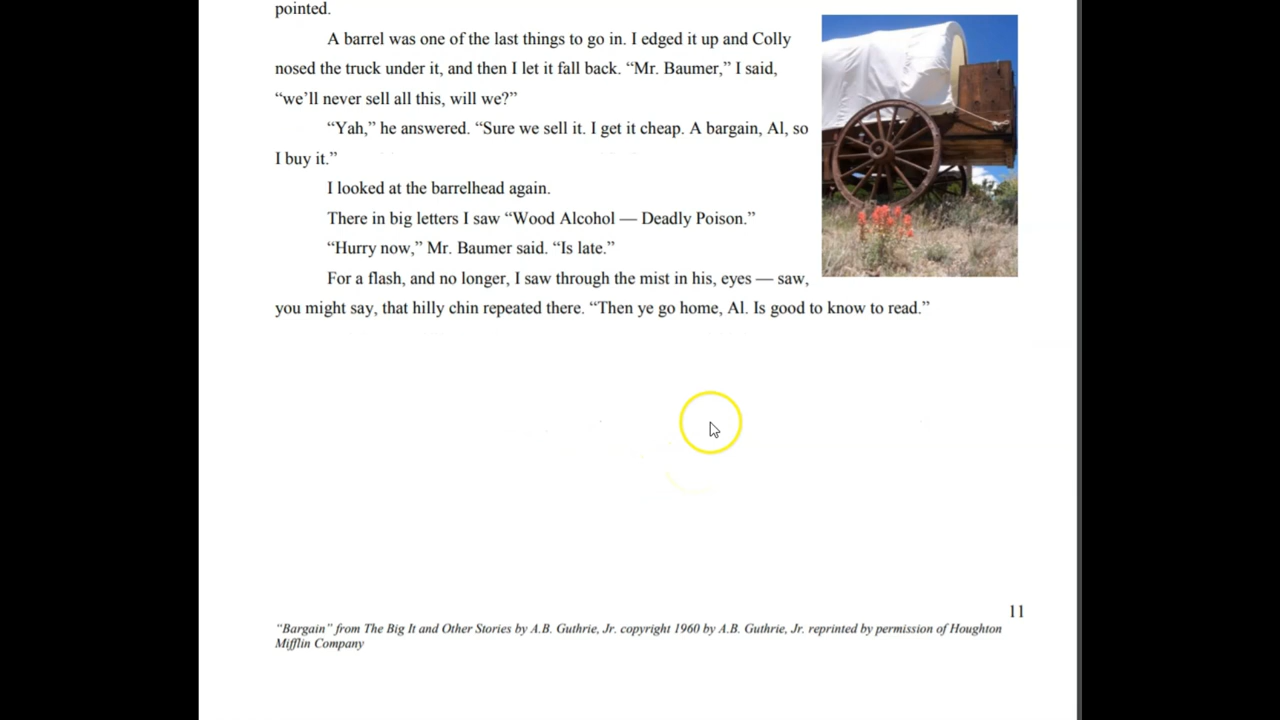 pointed.
A barrel was one of the last things to go in. I edged it up and Colly
nosed the truck under it, and then I let it fall back. “Mr. Baumer,” I said,
“we’ll never sell all this, will we?”
“Yah,” he answered. “Sure we sell it. I get it cheap. A bargain, Al, so
I buy it.”
I looked at the barrelhead again.
There in big letters I saw “Wood Alcohol — Deadly Poison.”
“Hurry now,” Mr. Baumer said. “Is late.”
For a flash, and no longer, I saw through the mist in his, eyes — saw,
you might say, that hilly chin repeated there. “Then ye go home, Al. Is good to know to read.”
11
“Bargain” from The Big It and Other Stories by A.B. Guthrie, Jr. copyright 1960 by A.B. Guthrie, Jr. reprinted by permission of Houghton
Mifflin Company